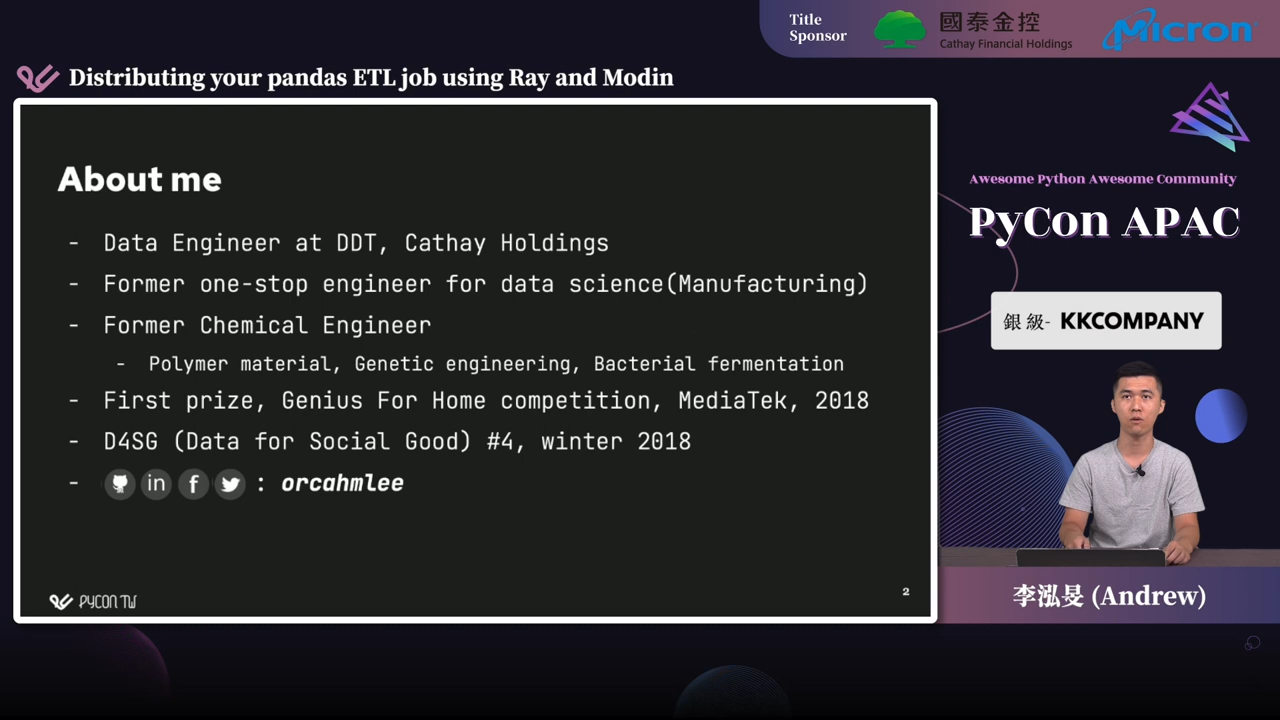 Title
Sponsor
國泰金控
Cathay Financial Holdings
Micron
Distributing your pandas ETL job using Ray and Modin
About me
- Data Engineer at DDT, Cathay Holdings
- Former one-stop engineer for data science(Manufacturing)
- Former Chemical Engineer
- Polymer material, Genetic engineering, Bacterial fermentation
- First prize, Genius For Home competition, MediaTek, 2018
- D4SG (Data for Social Good) #4, winter 2018
- in f : orcahmlee
PYCON TW
2
Awesome Python Awesome Community
PyCon APAC
銀級- KKCOMPANY
李泓旻 (Andrew)